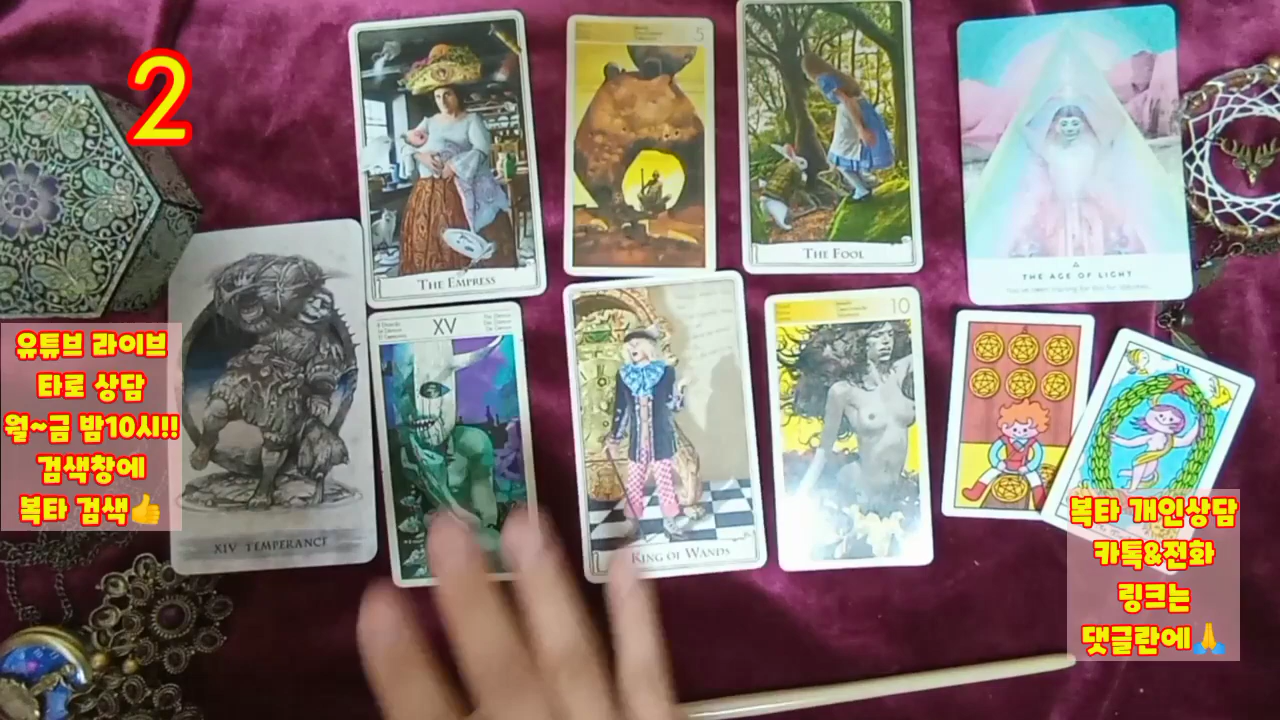 2
THE EMPRESS
5
THE FOOL
THE AGE OF LIGHT
유튜브 라이브
타로 상담
월~금 밤10시!!
검색창에
복타 검색👍
XIV TEMPERANCE
XV
KING OF WANDS
10
XXI
복타 개인상담
카톡&전화
링크는
댓글란에🙏